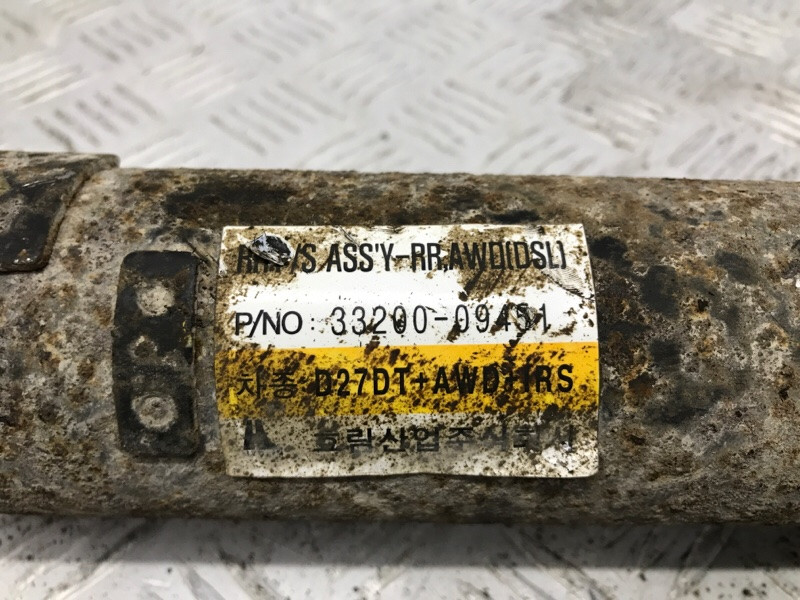 /S ASS'Y-RR,AWD(DSL)
P/NO: 33200-09451
차종 D27DT+AWD+IRS